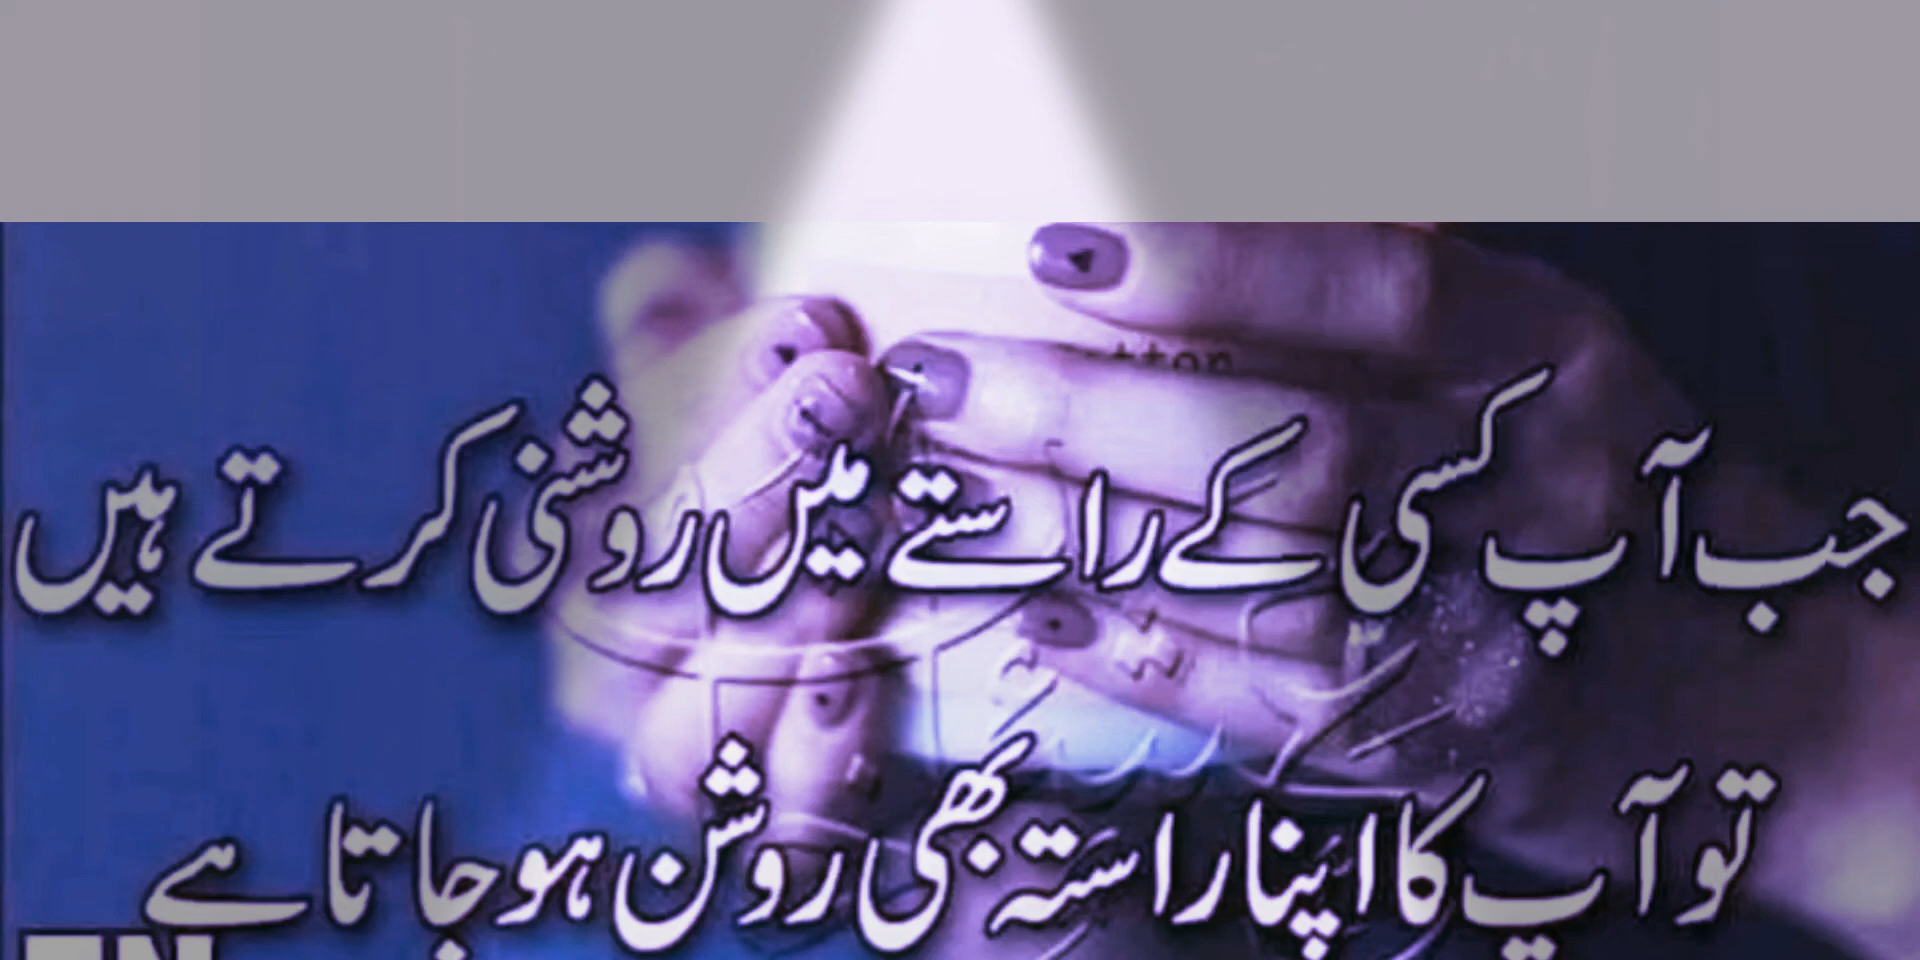 جب آپ کسی کے راستے میں روشنی کرتے ہیں
تو آپ کا اپنا راستہ بھی روشن ہو جاتا ہے